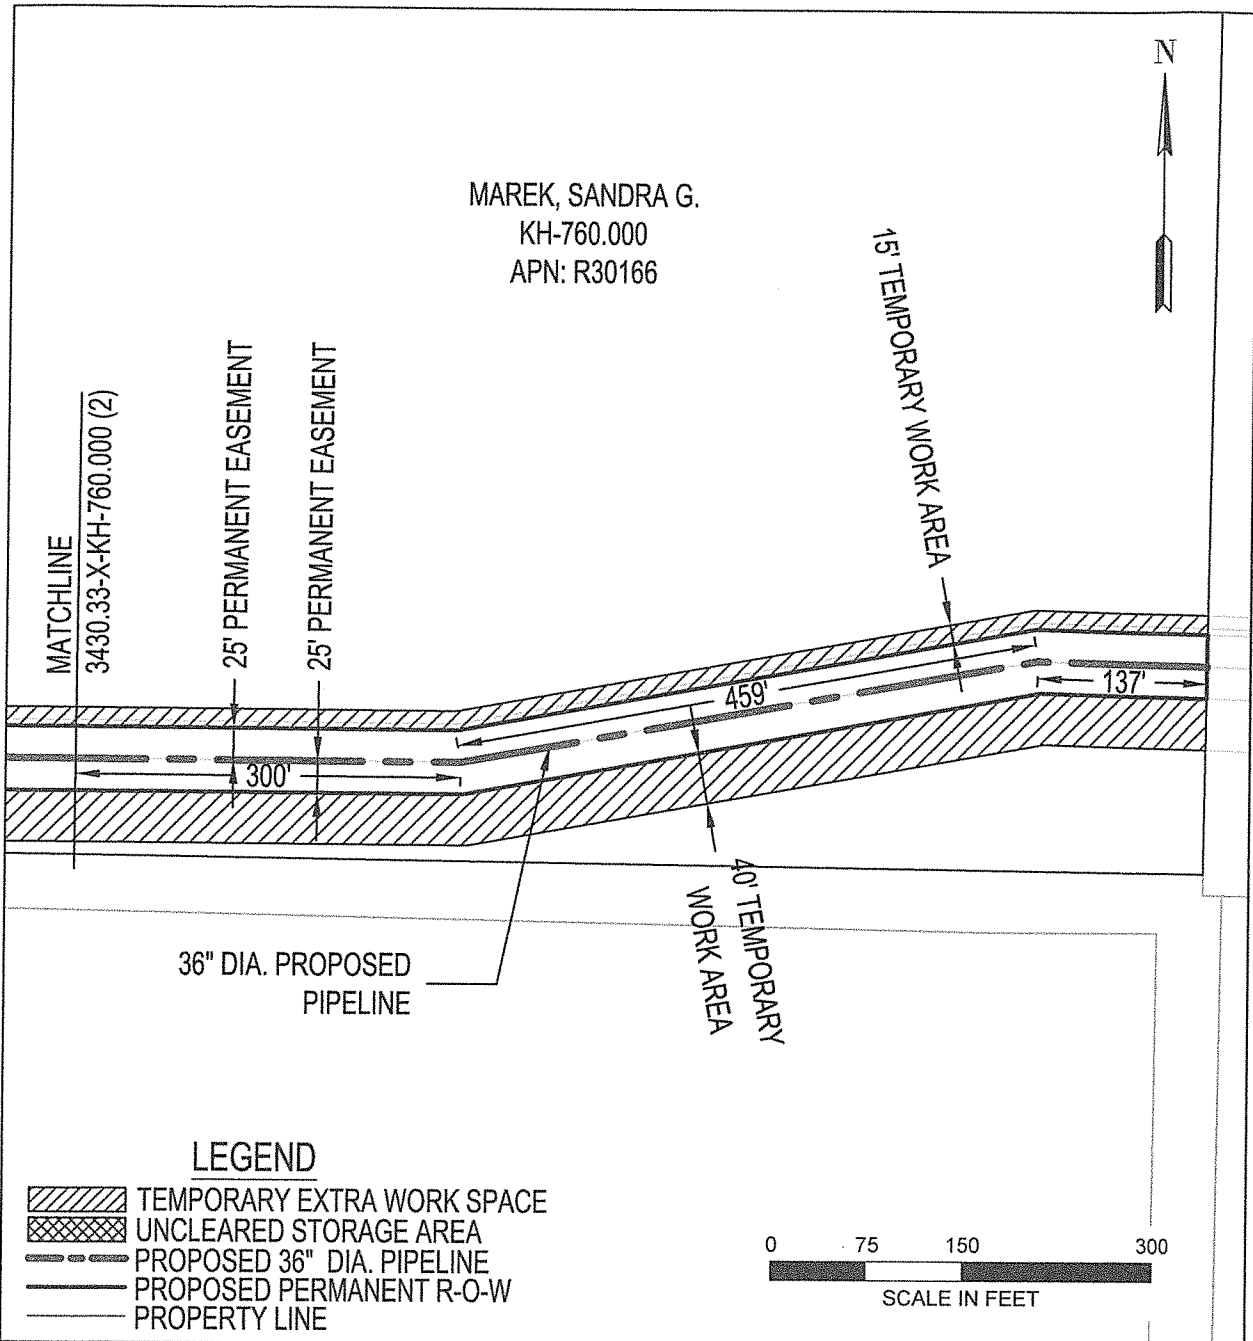 N
MAREK, SANDRA G.
KH-760.000
APN: R30166
15' TEMPORARY WORK AREA
MATCHLINE
3430.33-X-KH-760.000 (2)
25' PERMANENT EASEMENT
25' PERMANENT EASEMENT
459'
137'
300'
40' TEMPORARY
WORK AREA
36" DIA. PROPOSED
PIPELINE
LEGEND
TEMPORARY EXTRA WORK SPACE
UNCLEARED STORAGE AREA
PROPOSED 36" DIA. PIPELINE
PROPOSED PERMANENT R-O-W
PROPERTY LINE
0 75 150 300
SCALE IN FEET